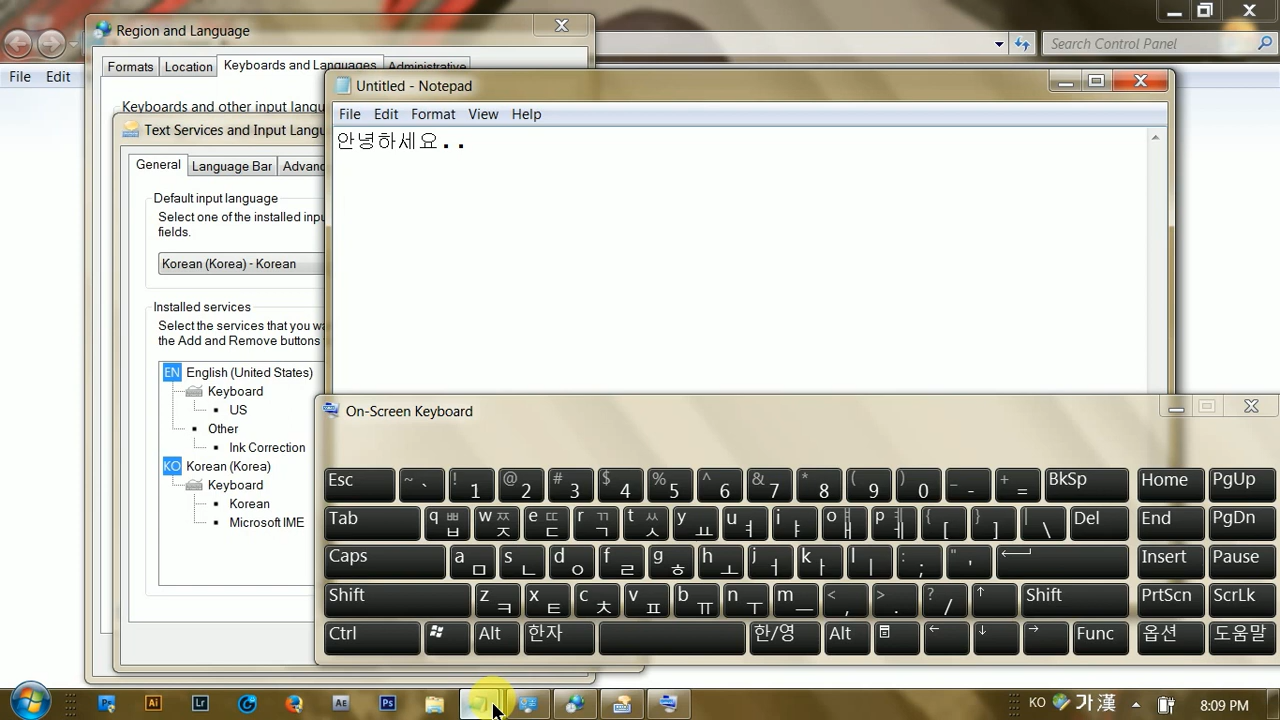 Region and Language
Search Control Panel
File Edit
Formats Location Keyboards and Languages Administrative
Keyboards and other input
Text Services and Input
General Language Bar
Default input language
Select one of the installed
fields.
Korean (Korea) - Korean
Installed services
Select the services that you
the Add and Remove buttons
EN English (United States)
Keyboard
US
Other
Ink Correction
KO Korean (Korea)
Keyboard
Korean
Microsoft IME
Untitled - Notepad
File Edit Format View Help
안녕하세요..
On-Screen Keyboard
Esc ~ ` ! 1 @ 2 # 3 $ 4 % 5 ^ 6 & 7 * 8 ( 9 ) 0 _ - + = BkSp Home PgUp
Tab q ㅃ ㅂ w ㅉ ㅈ e ㄸ ㄷ r ㄲ ㄱ t ㅆ ㅅ y ㅛ u ㅕ i ㅑ o ㅒ ㅐ p ㅖ ㅔ { [ } ] | \ Del End PgDn
Caps a ㅁ s ㄴ d ㅇ f ㄹ g ㅎ h ㅗ j ㅓ k ㅏ l ㅣ : ; " ' Insert Pause
Shift z ㅋ x ㅌ c ㅊ v ㅍ b ㅠ n ㅜ m ㅡ < , > . ? / ↑ Shift PrtScn ScrLk
Ctrl Alt 한자 한/영 Alt ← ↓ → Func 옵션 도움말
Ai Lr AE Ps KO 가 漢 8:09 PM